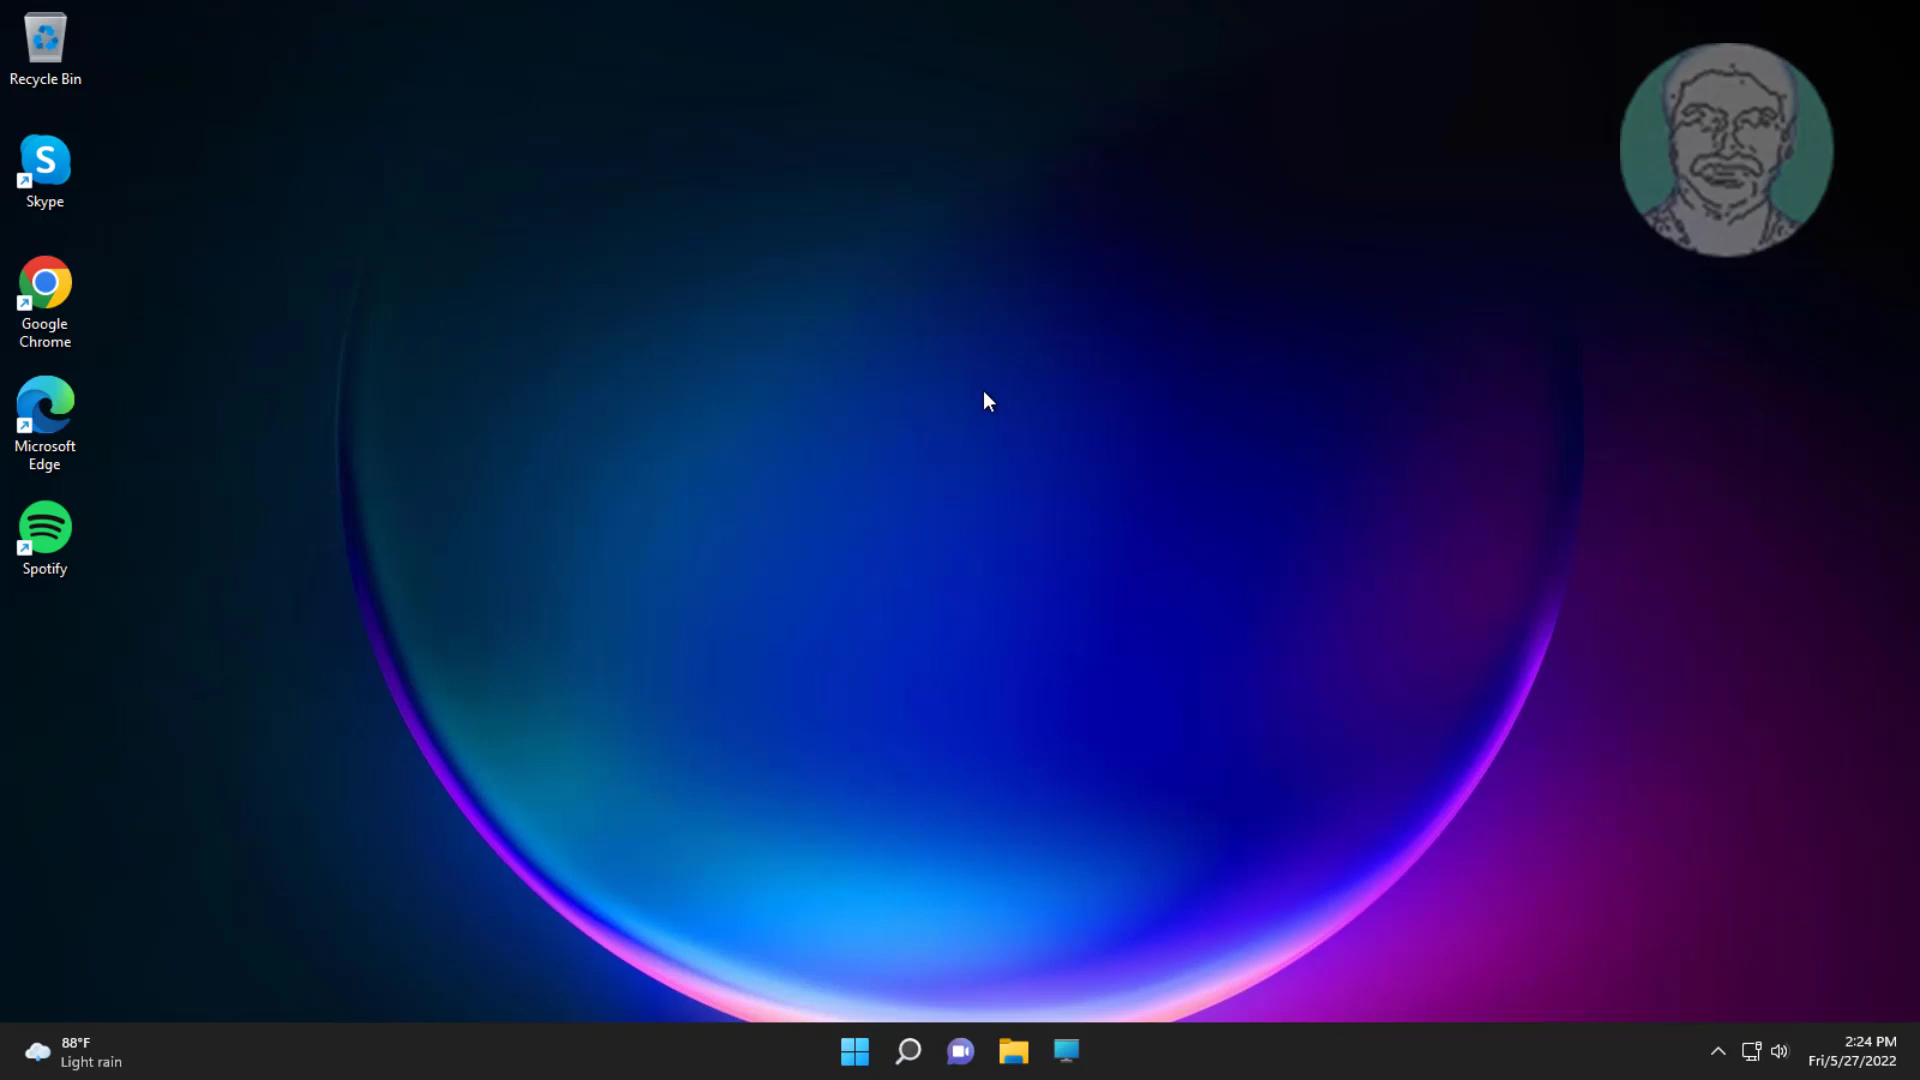 Recycle Bin
S
Skype
Google
Chrome
Microsoft
Edge
Spotify
88°F
Light rain
2:24 PM
Fri/5/27/2022